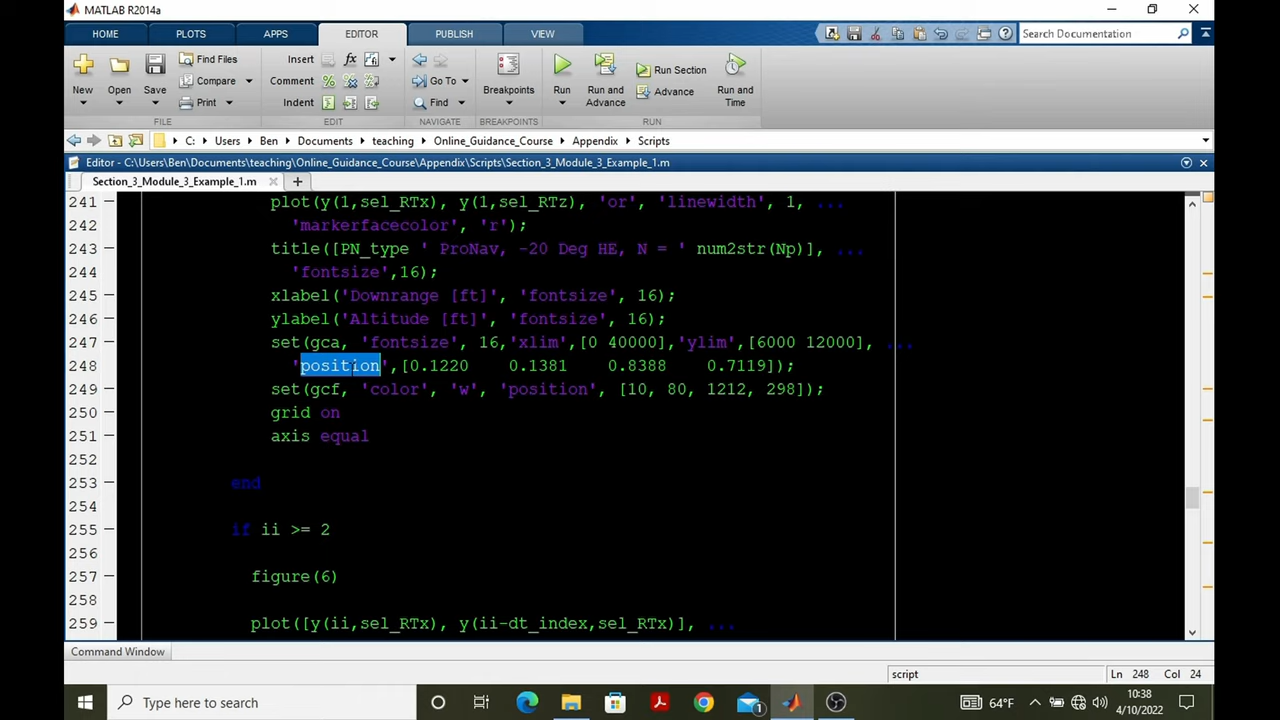 MATLAB R2014a
HOME PLOTS APPS EDITOR PUBLISH VIEW Search Documentation
New Open Save Find Files Compare Print
Insert fx Comment % Indent
Go To Find
Breakpoints Run Run and Advance Run Section Advance Run and Time
FILE EDIT NAVIGATE BREAKPOINTS RUN
C: Users Ben Documents teaching Online_Guidance_Course Appendix Scripts
Editor - C:\Users\Ben\Documents\teaching\Online_Guidance_Course\Appendix\Scripts\Section_3_Module_3_Example_1.m
Section_3_Module_3_Example_1.m
241 plot(y(1,sel_RTx), y(1,sel_RTz), 'or', 'linewidth', 1, ...
242 'markerfacecolor', 'r');
243 title([PN_type ' ProNav, -20 Deg HE, N = ' num2str(Np)], ...
244 'fontsize',16);
245 xlabel('Downrange [ft]', 'fontsize', 16);
246 ylabel('Altitude [ft]', 'fontsize', 16);
247 set(gca, 'fontsize', 16,'xlim',[0 40000],'ylim',[6000 12000], ...
248 'position',[0.1220 0.1381 0.8388 0.7119]);
249 set(gcf, 'color', 'w', 'position', [10, 80, 1212, 298]);
250 grid on
251 axis equal
252
253 end
254
255 if ii >= 2
256
257 figure(6)
258
259 plot([y(ii,sel_RTx), y(ii-dt_index,sel_RTx)], ...
Command Window
script Ln 248 Col 24
Type here to search 1 64°F 10:38
4/10/2022